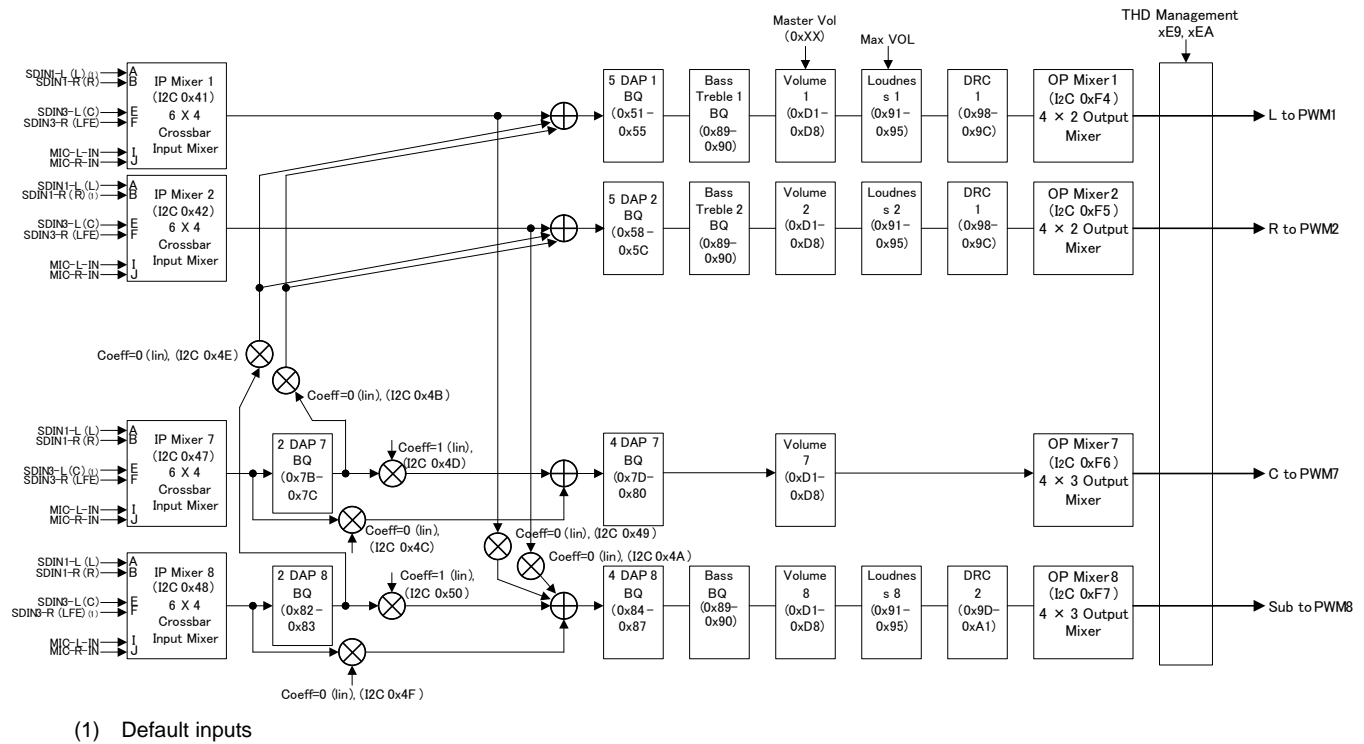 Master Vol
(0xXX)
Max VOL
THD Management
xE9, xEA
SDIN1-L (L) (1)
SDIN1-R (R)
SDIN3-L (C)
SDIN3-R (LFE)
MIC-L-IN
MIC-R-IN
A
B
E
F
I
J
IP Mixer 1
(I2C 0x41)
6 X 4
Crossbar
Input Mixer
5 DAP 1
BQ
(0x51-
0x55)
Bass
Treble 1
BQ
(0x89-
0x90)
Volume
1
(0xD1-
0xD8)
Loudnes
s 1
(0x91-
0x95)
DRC
1
(0x98-
0x9C)
OP Mixer1
(I2C 0xF4)
4 × 2 Output
Mixer
L to PWM1
SDIN1-L (L)
SDIN1-R (R) (1)
SDIN3-L (C)
SDIN3-R (LFE)
MIC-L-IN
MIC-R-IN
A
B
E
F
I
J
IP Mixer 2
(I2C 0x42)
6 X 4
Crossbar
Input Mixer
5 DAP 2
BQ
(0x58-
0x5C)
Bass
Treble 2
BQ
(0x89-
0x90)
Volume
2
(0xD1-
0xD8)
Loudnes
s 2
(0x91-
0x95)
DRC
1
(0x98-
0x9C)
OP Mixer2
(I2C 0xF5)
4 × 2 Output
Mixer
R to PWM2
Coeff=0 (lin), (I2C 0x4E)
Coeff=0 (lin), (I2C 0x4B)
SDIN1-L (L)
SDIN1-R (R)
SDIN3-L (C) (1)
SDIN3-R (LFE)
MIC-L-IN
MIC-R-IN
A
B
E
F
I
J
IP Mixer 7
(I2C 0x47)
6 X 4
Crossbar
Input Mixer
2 DAP 7
BQ
(0x7B-
0x7C
Coeff=1 (lin),
(I2C 0x4D)
Coeff=0 (lin),
(I2C 0x4C)
4 DAP 7
BQ
(0x7D-
0x80)
Volume
7
(0xD1-
0xD8)
OP Mixer7
(I2C 0xF6)
4 × 3 Output
Mixer
C to PWM7
Coeff=0 (lin), (I2C 0x49)
Coeff=0 (lin), (I2C 0x4A)
SDIN1-L (L)
SDIN1-R (R)
SDIN3-L (C)
SDIN3-R (LFE) (1)
MIC-L-IN
MIC-R-IN
A
B
E
F
I
J
IP Mixer 8
(I2C 0x48)
6 X 4
Crossbar
Input Mixer
2 DAP 8
BQ
(0x82-
0x83)
Coeff=1 (lin),
(I2C 0x50)
Coeff=0 (lin), (I2C 0x4F)
4 DAP 8
BQ
(0x84-
0x87)
Bass
BQ
(0x89-
0x90)
Volume
8
(0xD1-
0xD8)
Loudnes
s 8
(0x91-
0x95)
DRC
2
(0x9D-
0xA1)
OP Mixer8
(I2C 0xF7)
4 × 3 Output
Mixer
Sub to PWM8
(1) Default inputs